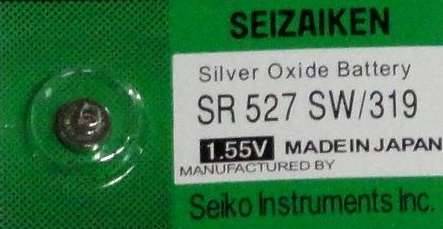 SEIZAIKEN
Silver Oxide Battery
SR 527 SW/319
1.55V MADE IN JAPAN
MANUFACTURED BY
Seiko Instruments Inc.